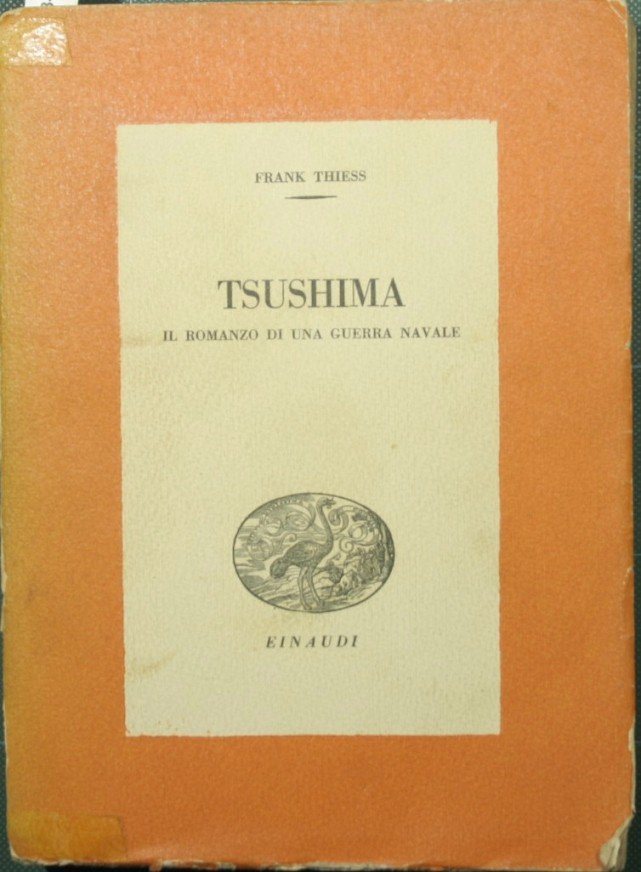 FRANK THIESS
TSUSHIMA
IL ROMANZO DI UNA GUERRA NAVALE
EINAUDI